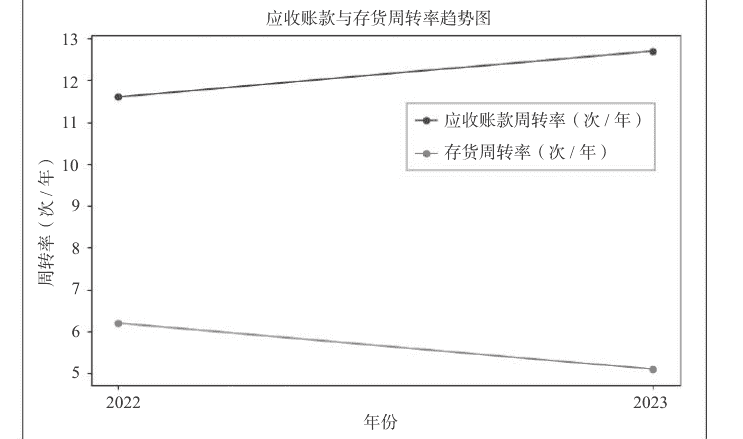 应收账款与存货周转率趋势图
13
12
11
10
9
8
7
6
5
周转率（次 / 年）
应收账款周转率（次 / 年）
存货周转率（次 / 年）
2022
2023
年份